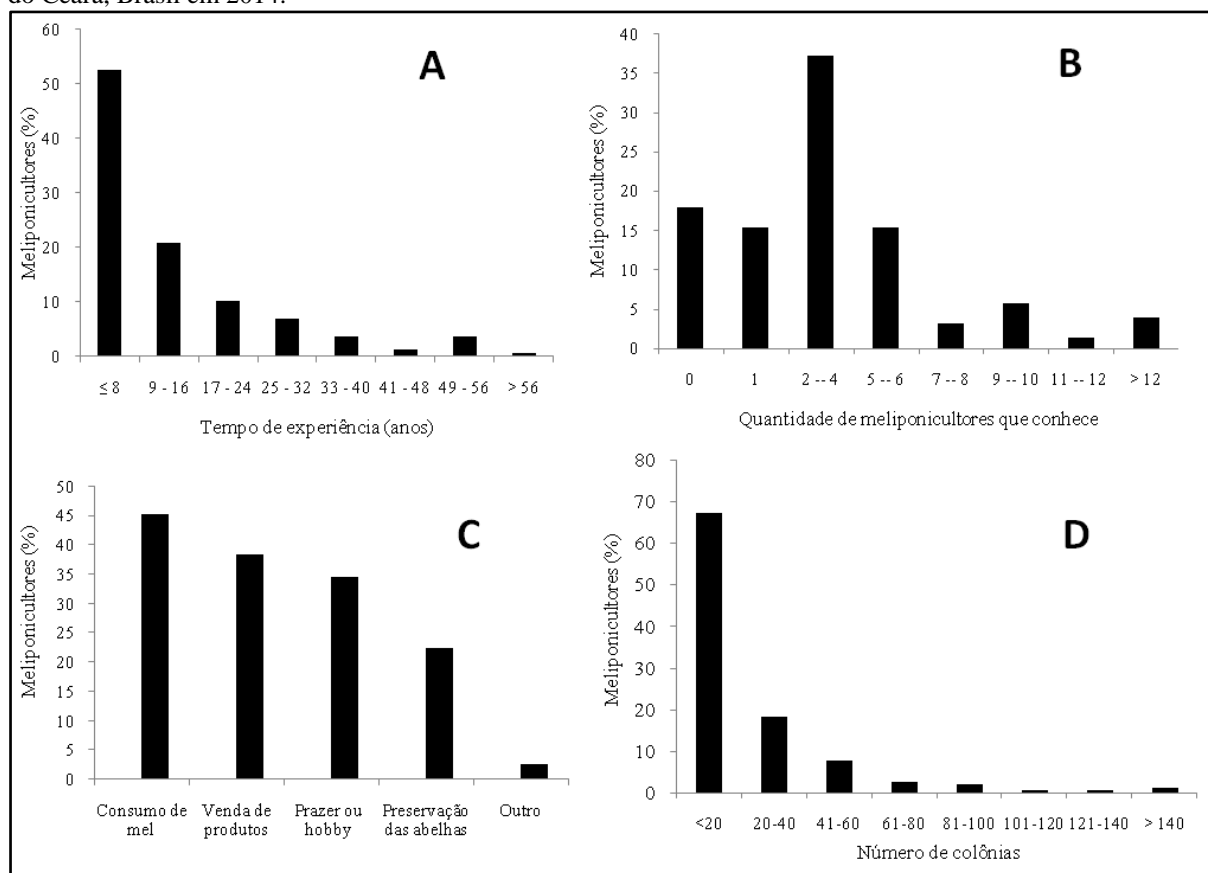 do Ceará, Brasil em 2014.
A
Meliponicultores (%)
60
50
40
30
20
10
0
≤ 8 9 - 16 17 - 24 25 - 32 33 - 40 41 - 48 49 - 56 > 56
Tempo de experiência (anos)
B
Meliponicultores (%)
40
35
30
25
20
15
10
5
0
0 1 2 -- 4 5 -- 6 7 -- 8 9 -- 10 11 -- 12 > 12
Quantidade de meliponicultores que conhece
C
Meliponicultores (%)
50
45
40
35
30
25
20
15
10
5
0
Consumo de mel
Venda de produtos
Prazer ou hobby
Preservação das abelhas
Outro
D
Meliponicultores (%)
80
70
60
50
40
30
20
10
0
<20 20-40 41-60 61-80 81-100 101-120 121-140 > 140
Número de colônias